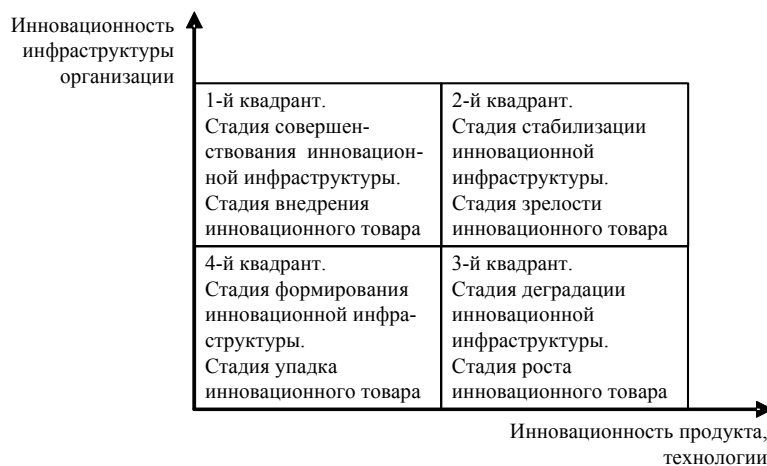 Инновационность
инфраструктуры
организации
1-й квадрант.
Стадия совершен-
ствования инновацион-
ной инфраструктуры.
Стадия внедрения
инновационного товара
2-й квадрант.
Стадия стабилизации
инновационной
инфраструктуры.
Стадия зрелости
инновационного товара
4-й квадрант.
Стадия формирования
инновационной инфра-
структуры.
Стадия упадка
инновационного товара
3-й квадрант.
Стадия деградации
инновационной
инфраструктуры.
Стадия роста
инновационного товара
Инновационность продукта,
технологии